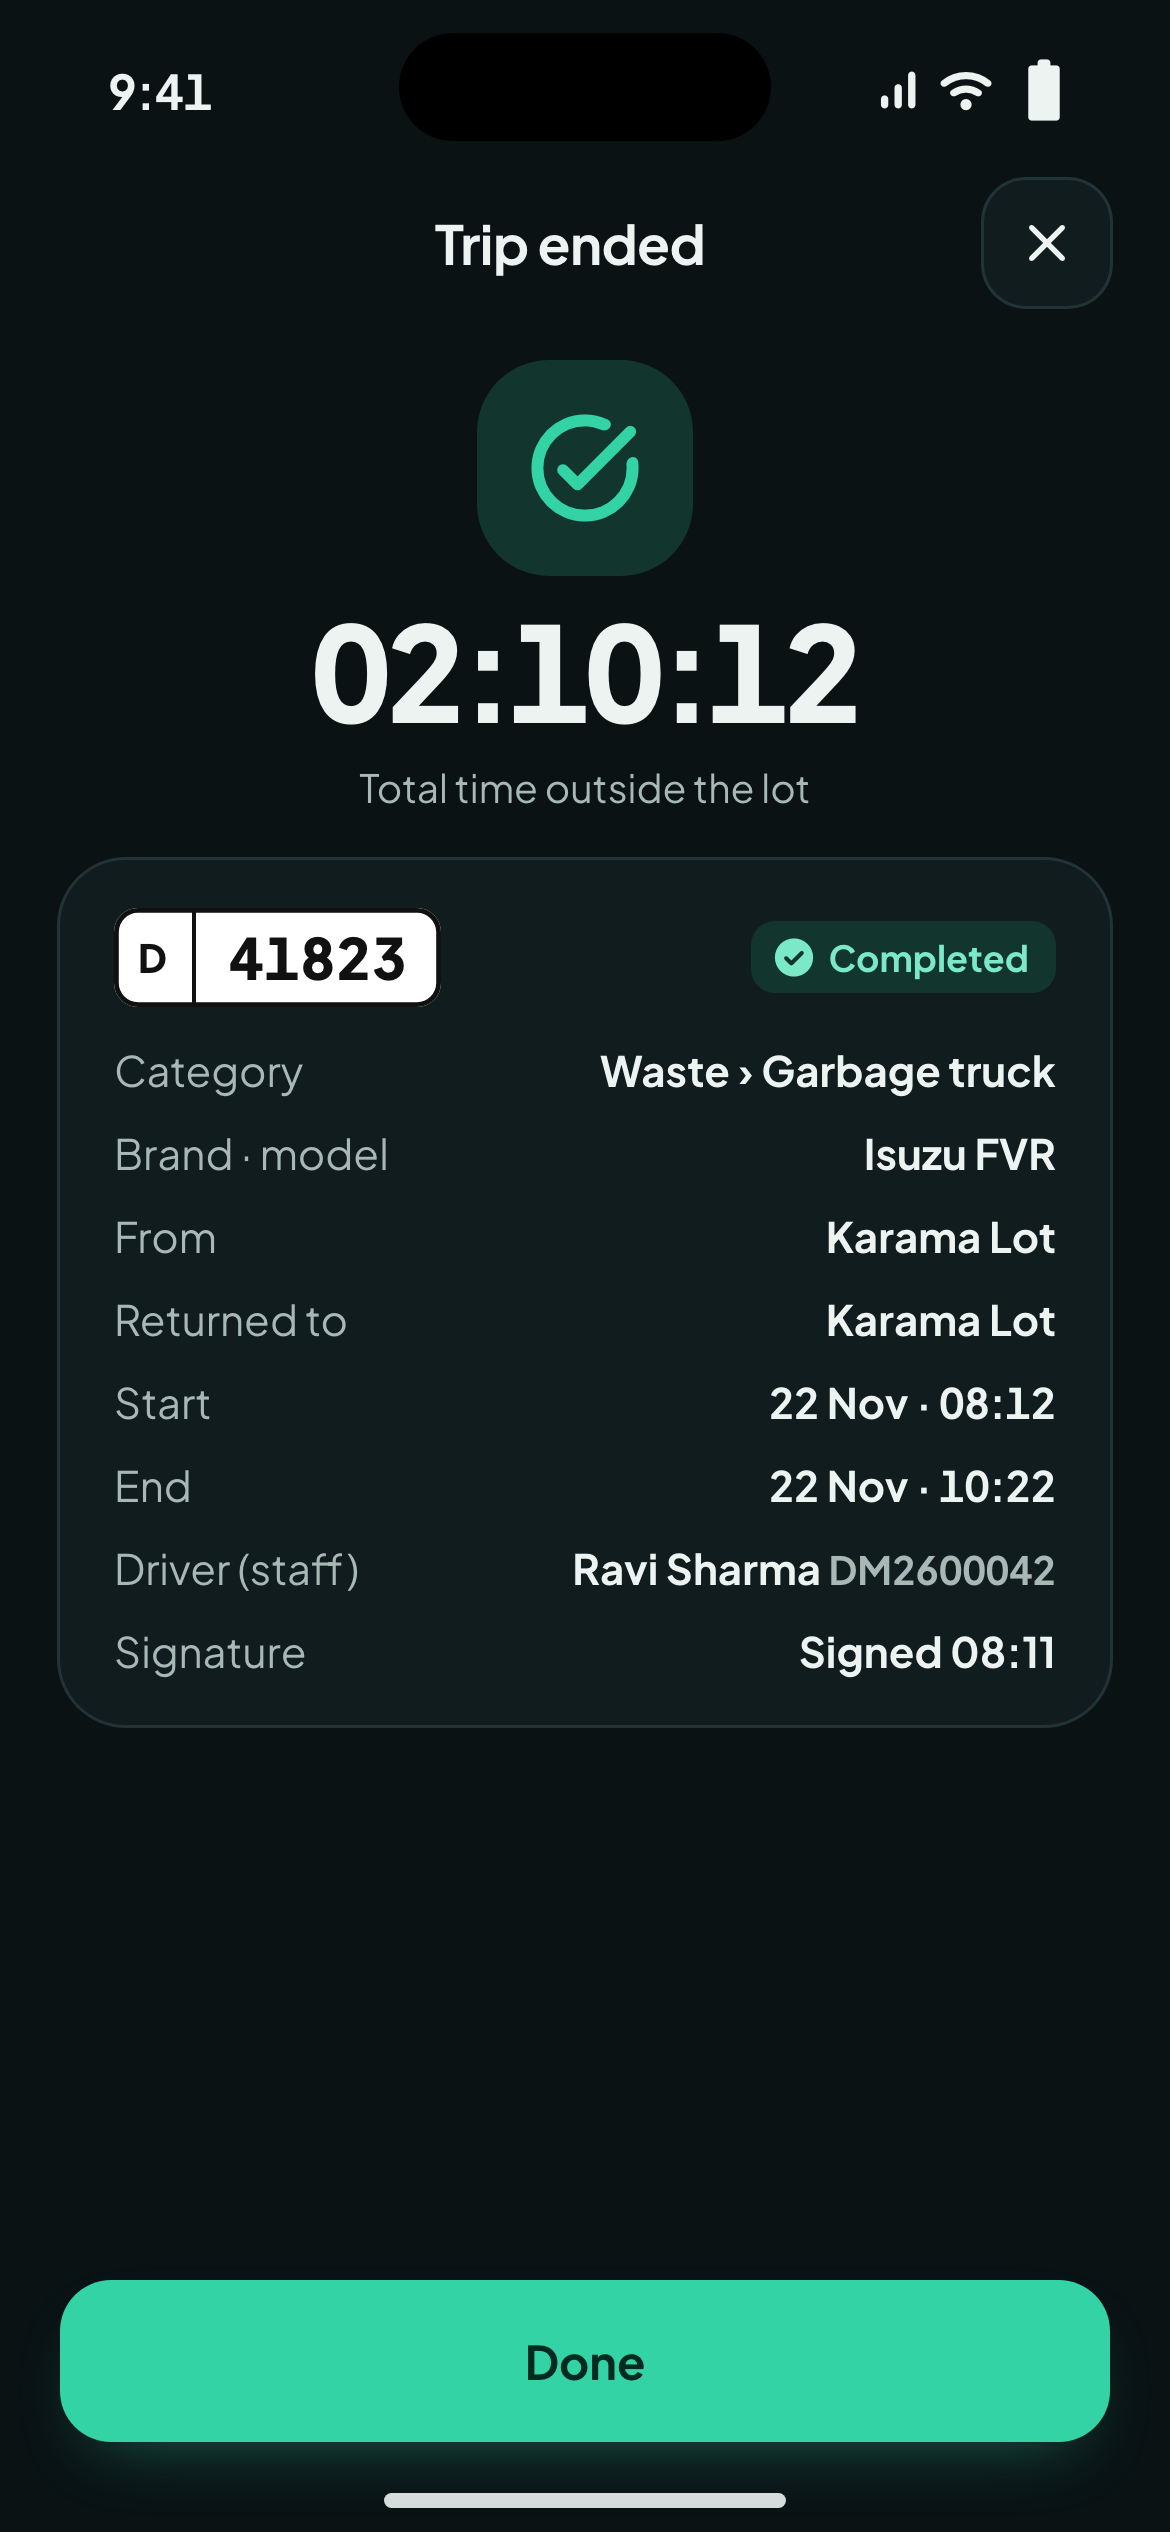 9:41
Trip ended
02:10:12
Total time outside the lot
D 41823 Completed
Category Waste › Garbage truck
Brand · model Isuzu FVR
From Karama Lot
Returned to Karama Lot
Start 22 Nov · 08:12
End 22 Nov · 10:22
Driver (staff) Ravi Sharma DM2600042
Signature Signed 08:11
Done